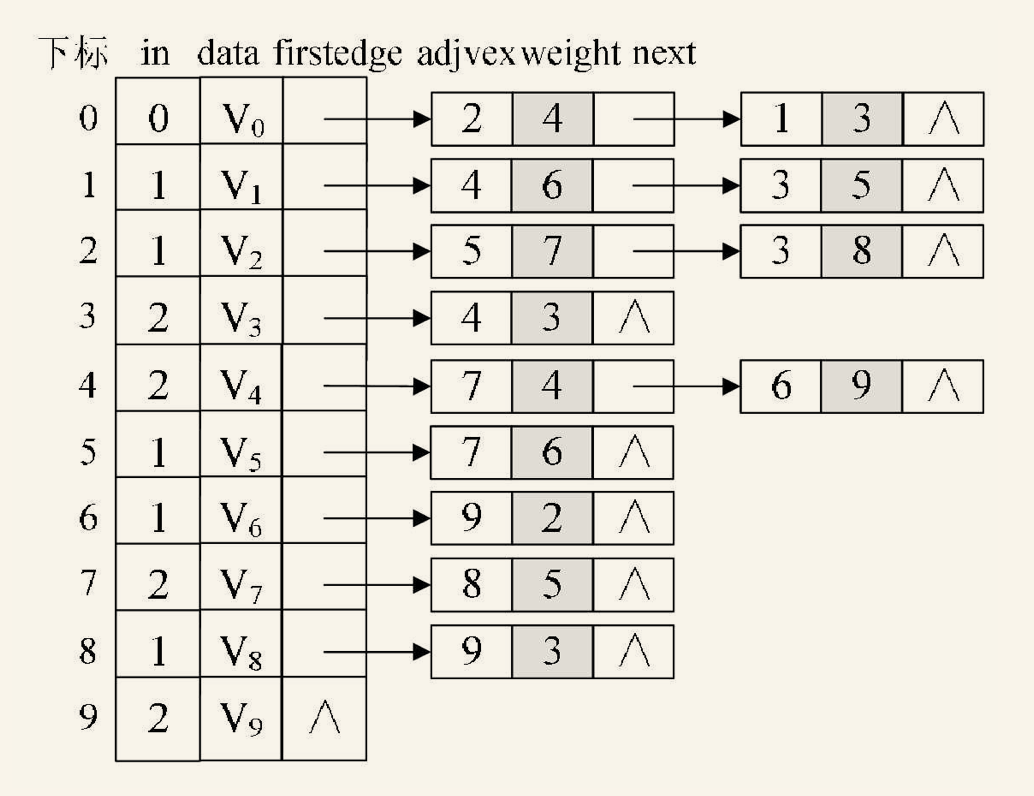 下标 in data firstedge adjvex weight next
0 0 V₀ 2 4 1 3 ∧
1 1 V₁ 4 6 3 5 ∧
2 1 V₂ 5 7 3 8 ∧
3 2 V₃ 4 3 ∧
4 2 V₄ 7 4 6 9 ∧
5 1 V₅ 7 6 ∧
6 1 V₆ 9 2 ∧
7 2 V₇ 8 5 ∧
8 1 V₈ 9 3 ∧
9 2 V₉ ∧